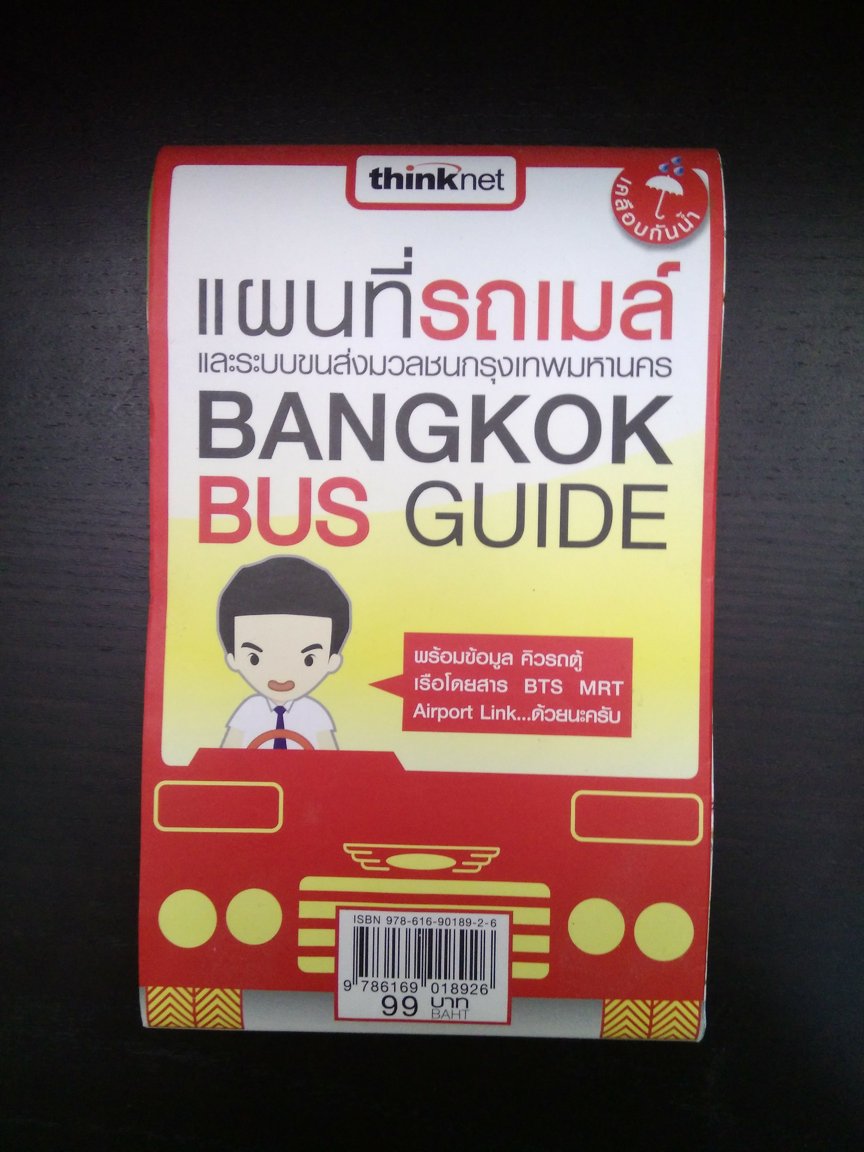 thinknet
เคลือบกันน้ำ
แผนที่รถเมล์
และระบบขนส่งมวลชนกรุงเทพมหานคร
BANGKOK
BUS GUIDE
พร้อมข้อมูล คิวรถตู้
เรือโดยสาร BTS MRT
Airport Link...ด้วยนะครับ
ISBN 978-616-90189-2-6
9 786169 018926
99 บาท
BAHT